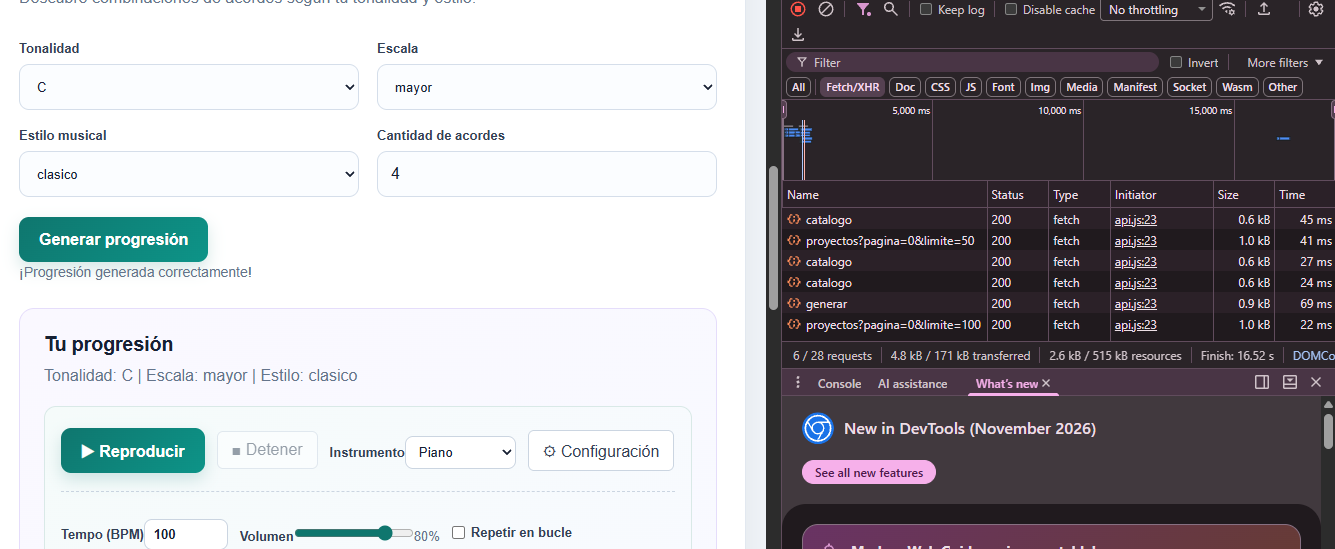 Descubre combinaciones de acordes según tu tonalidad y estilo.
Tonalidad
Escala
C
mayor
Estilo musical
Cantidad de acordes
clasico
4
Generar progresión
¡Progresión generada correctamente!
Tu progresión
Tonalidad: C | Escala: mayor | Estilo: clasico
▶ Reproducir
■ Detener
Instrumento
Piano
⚙ Configuración
Tempo (BPM)
100
Volumen
80%
Repetir en bucle
Keep log
Disable cache
No throttling
Filter
Invert
More filters
All
Fetch/XHR
Doc
CSS
JS
Font
Img
Media
Manifest
Socket
Wasm
Other
5,000 ms
10,000 ms
15,000 ms
Name Status Type Initiator Size Time
catalogo 200 fetch api.js:23 0.6 kB 45 ms
proyectos?pagina=0&limite=50 200 fetch api.js:23 1.0 kB 41 ms
catalogo 200 fetch api.js:23 0.6 kB 27 ms
catalogo 200 fetch api.js:23 0.6 kB 24 ms
generar 200 fetch api.js:23 0.9 kB 69 ms
proyectos?pagina=0&limite=100 200 fetch api.js:23 1.0 kB 22 ms
6 / 28 requests 4.8 kB / 171 kB transferred 2.6 kB / 515 kB resources Finish: 16.52 s DOMCo
Console
AI assistance
What's new
New in DevTools (November 2026)
See all new features